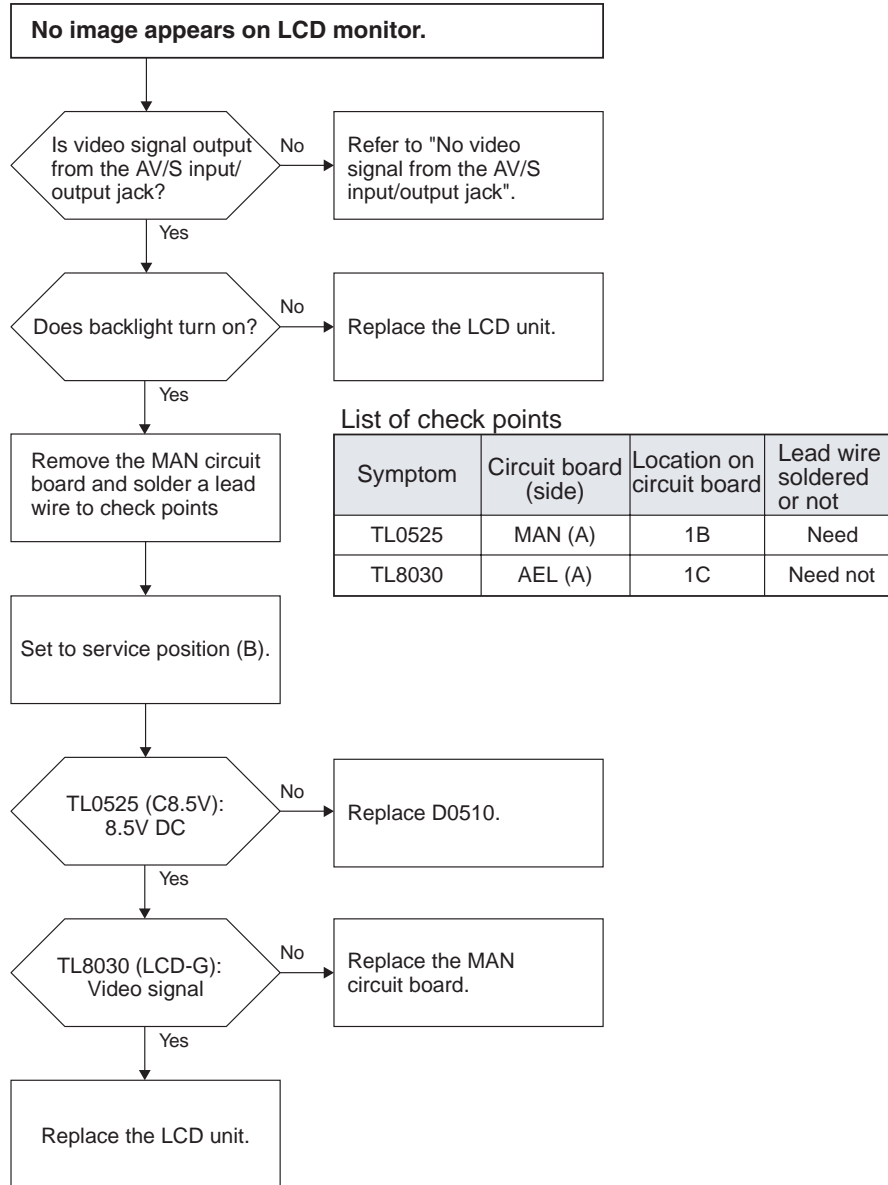 No image appears on LCD monitor.
Is video signal output
from the AV/S input/
output jack?
No
Refer to "No video
signal from the AV/S
input/output jack".
Yes
Does backlight turn on?
No
Replace the LCD unit.
Yes
Remove the MAN circuit
board and solder a lead
wire to check points
List of check points
Symptom
Circuit board
(side)
Location on
circuit board
Lead wire
soldered
or not
TL0525
MAN (A)
1B
Need
TL8030
AEL (A)
1C
Need not
Set to service position (B).
TL0525 (C8.5V):
8.5V DC
No
Replace D0510.
Yes
TL8030 (LCD-G):
Video signal
No
Replace the MAN
circuit board.
Yes
Replace the LCD unit.